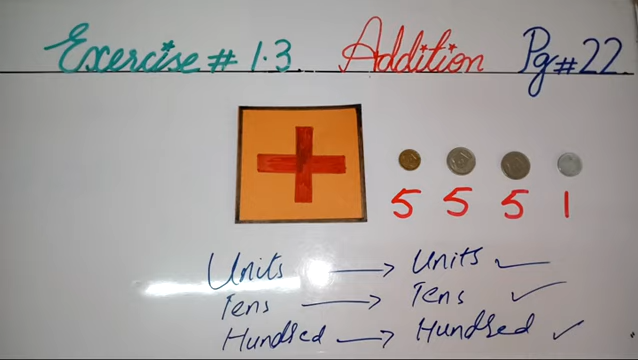 Exercise # 1.3 Addition Pg # 22
5 5 5 1
Units → Units ✓
Tens → Tens ✓
Hundred → Hundred ✓